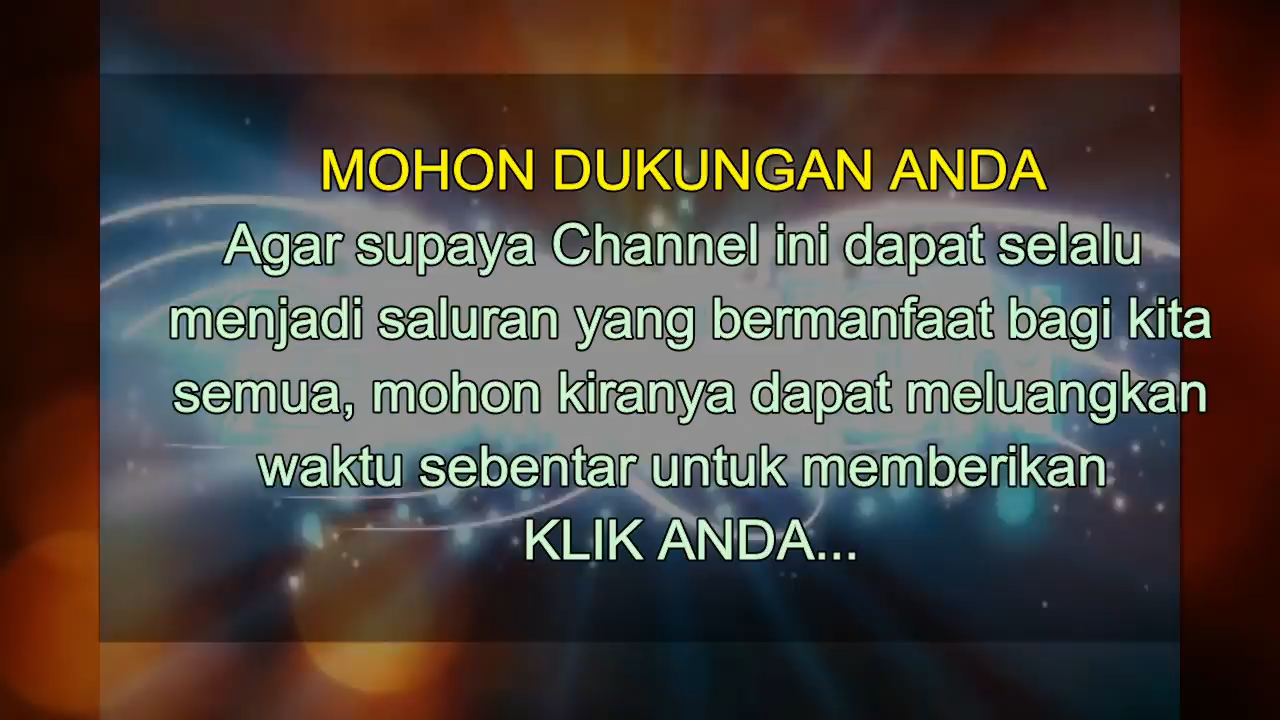 MOHON DUKUNGAN ANDA
Agar supaya Channel ini dapat selalu
menjadi saluran yang bermanfaat bagi kita
semua, mohon kiranya dapat meluangkan
waktu sebentar untuk memberikan
KLIK ANDA...